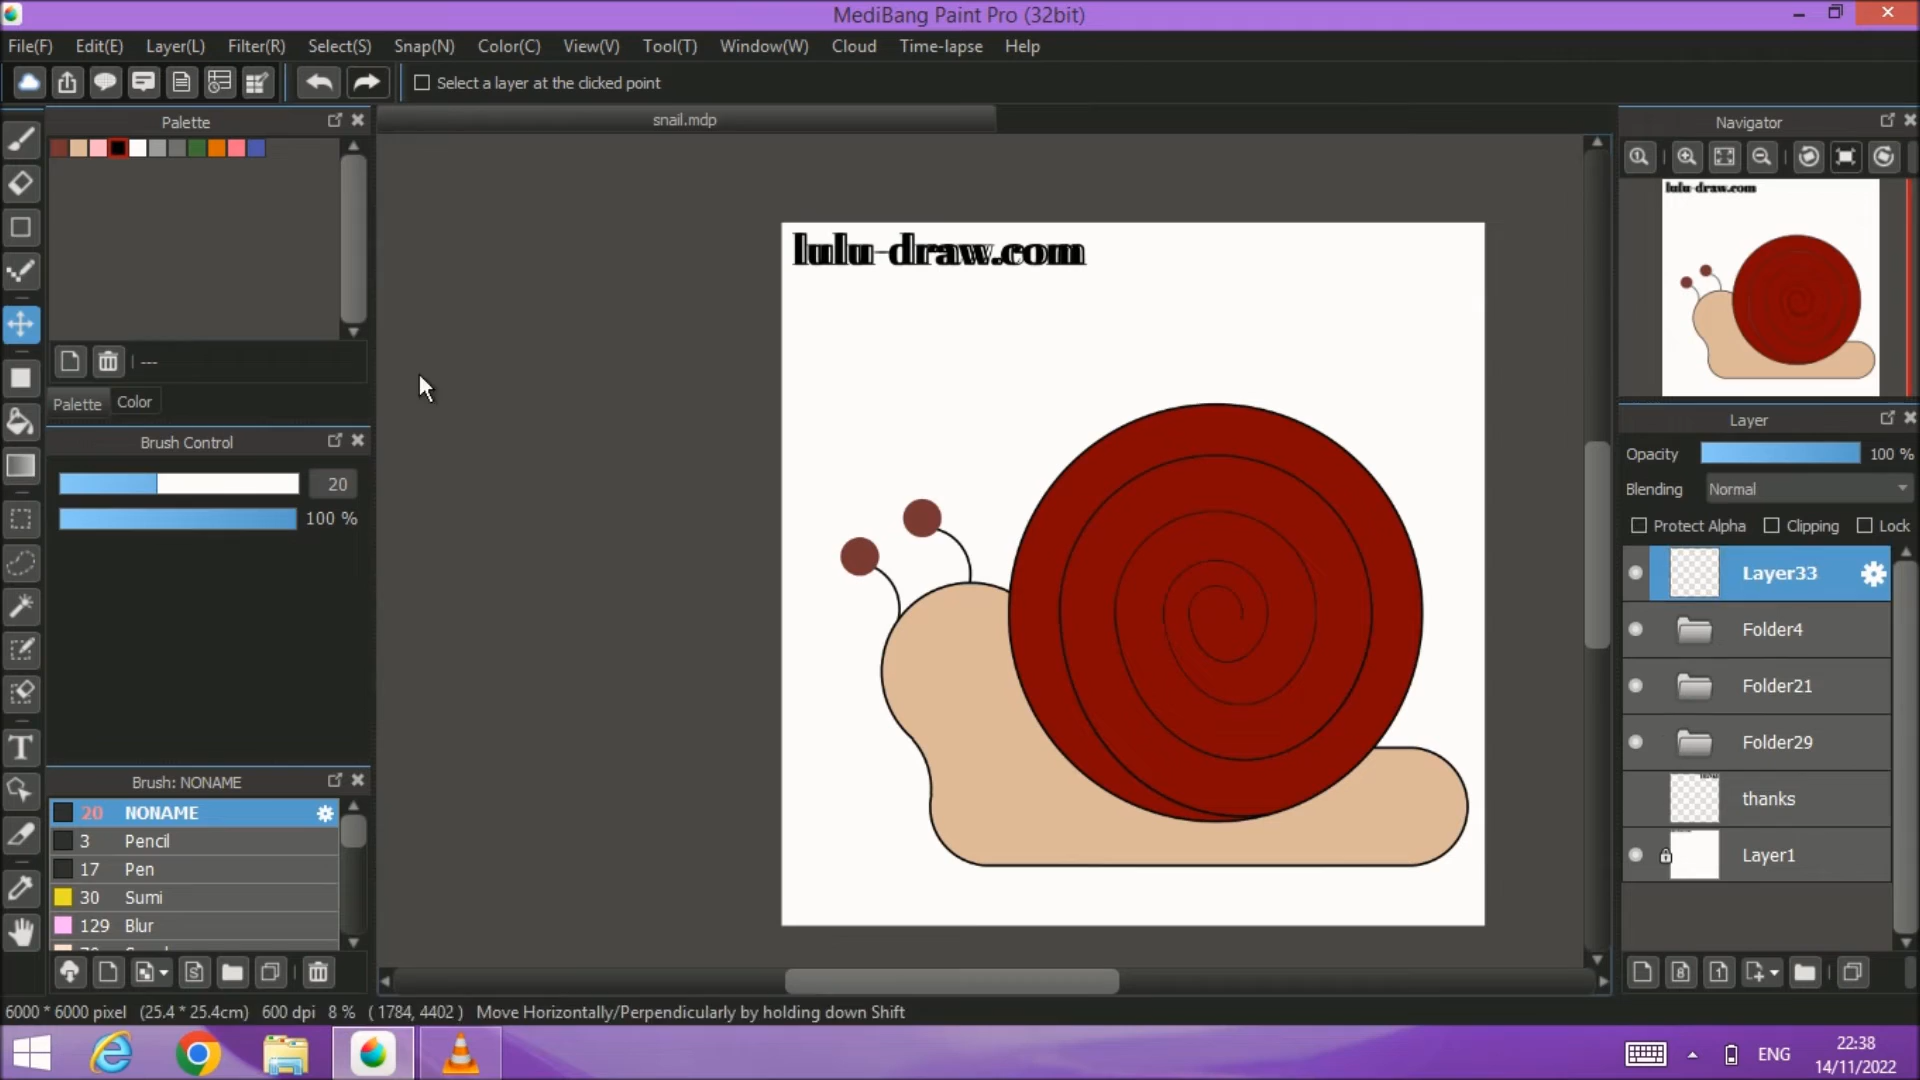 MediBang Paint Pro (32bit)
File(F) Edit(E) Layer(L) Filter(R) Select(S) Snap(N) Color(C) View(V) Tool(T) Window(W) Cloud Time-lapse Help
Select a layer at the clicked point
Palette
snail.mdp
Navigator
lulu-draw.com
lulu-draw.com
---
Palette Color
Layer
Brush Control
Opacity 100 %
20
Blending Normal
100 %
Protect Alpha Clipping Lock
Layer33
Folder4
Folder21
Folder29
Brush: NONAME
thanks
20 NONAME
3 Pencil
Layer1
17 Pen
30 Sumi
129 Blur
6000 * 6000 pixel (25.4 * 25.4cm) 600 dpi 8 % ( 1784, 4402 ) Move Horizontally/Perpendicularly by holding down Shift
ENG
22:38
14/11/2022